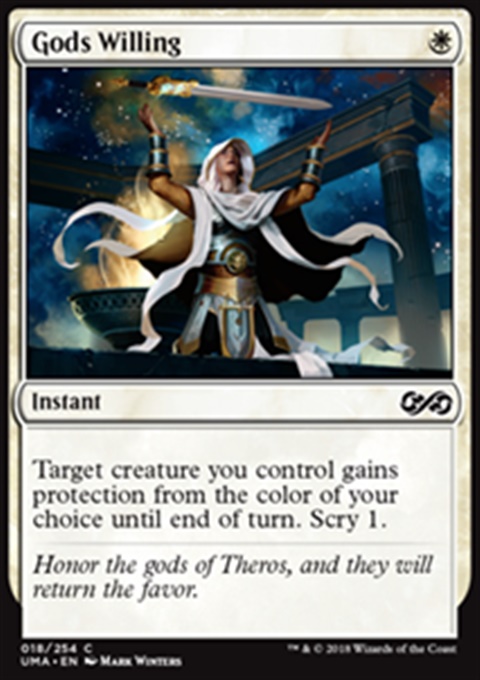 Gods Willing
Instant
Target creature you control gains
protection from the color of your
choice until end of turn. Scry 1.
Honor the gods of Theros, and they will
return the favor.
018/254 C
™ & © 2018 Wizards of the Coast
UMA • EN Mark Winters